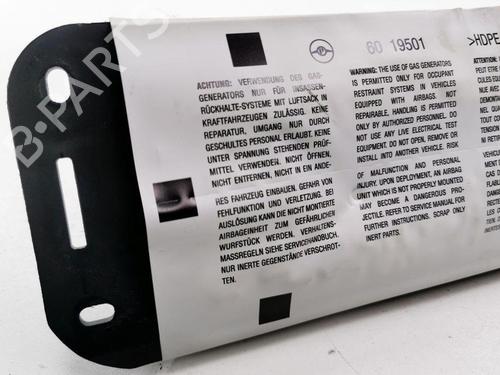 B-PARTS
60 19501
>HDPE
ACHTUNG: VERWENDUNG DES GAS-
GENERATORS NUR FÜR INSASSEN-
RÜCKHALTE-SYSTEME MIT LUFTSACK IN
KRAFTFAHRZEUGEN ZULÄSSIG. KEINE
REPARATUR, UMGANG NUR DURCH
GESCHULTES PERSONAL ERLAUBT. KEINE
UNTER SPANNUNG STEHENDEN PRÜF-
MITTEL VERWENDEN. NICHT ÖFFNEN,
NICHT ENTFERNEN, NICHT IN EIN ANDE-
RES FAHRZEUG EINBAUEN, GEFAHR VON
FEHLFUNKTION UND VERLETZUNG. BEI
AUSLÖSUNG KANN DIE NICHT MONTIERTE
AIRBAGEINHEIT ZUM GEFÄHRLICHEN
WURFSTÜCK WERDEN. VERHALTENS-
MASSREGELN SIEHE SERVICEHANDBUCH.
NUR INERTE GEGENSTÄNDE VERSCHROT-
TEN.
WARNING: THE USE OF GAS GENERATORS
IS PERMITTED ONLY FOR OCCUPANT
RESTRAINT SYSTEMS IN VEHICLES
EQUIPPED WITH AIRBAGS. NOT
REPAIRABLE, HANDLING IS PERMITTED
ONLY BY AUTHORIZED PERSONNEL. DO
NOT USE ANY LIVE ELECTRICAL TEST
EQUIPMENT. DO NOT OPEN, REMOVE OR
INSTALL INTO ANOTHER VEHICLE. RISK
OF MALFUNCTION AND PERSONAL
INJURY. UPON DEPLOYMENT, AN AIRBAG
UNIT WHICH IS NOT PROPERLY MOUNTED
MAY BECOME A DANGEROUS PRO-
JECTILE. REFER TO SERVICE MANUAL FOR
FURTHER INSTRUCTIONS. SCRAP ONLY
INERT PARTS.
ATTENTION:
PEUT ÊTRE